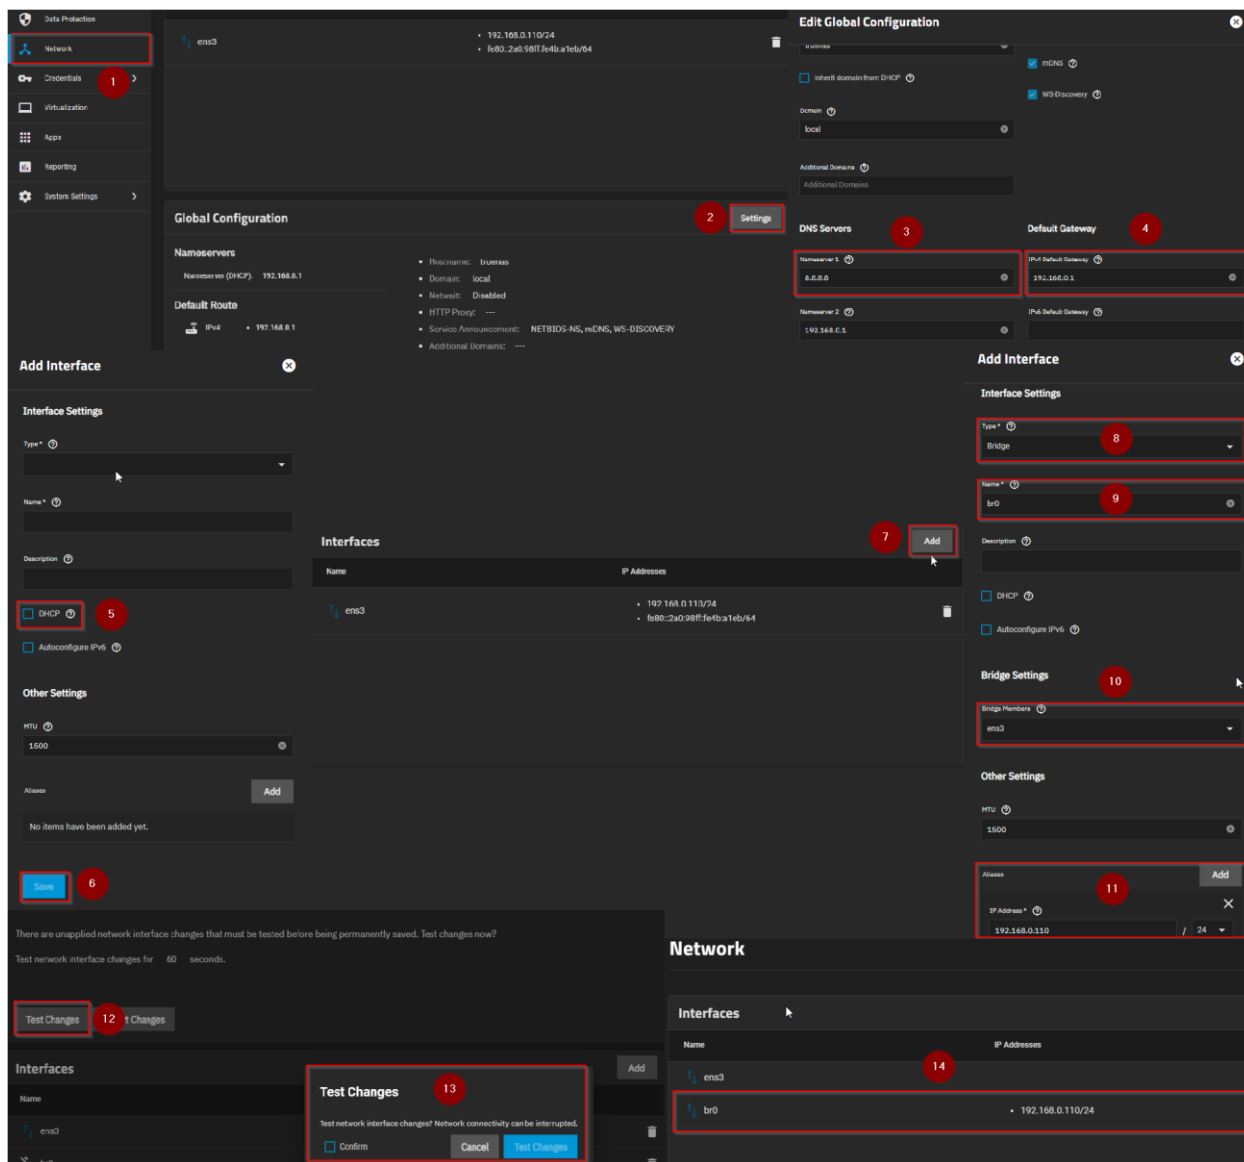 Data Protection
Network
1
Credentials
Virtualization
Apps
Reporting
System Settings
ens3
192.168.0.110/24
fe80::2a0:98ff:fe4b:a1eb/64
Global Configuration
2
Settings
Nameservers
Nameserver (DHCP): 192.168.0.1
Default Route
IPv4: • 192.168.0.1
• Hostname: truenas
• Domain: local
• Netwait: Disabled
• HTTP Proxy: ---
• Service Announcement: NETBIOS-NS, mDNS, WS-DISCOVERY
• Additional Domains: ---
Edit Global Configuration
truenas
Inherit domain from DHCP
mDNS
WS-Discovery
Domain
local
Additional Domains
Additional Domains
DNS Servers
3
Default Gateway
4
Nameserver 1
8.8.8.8
IPv4 Default Gateway
192.168.0.1
Nameserver 2
192.168.0.1
IPv6 Default Gateway
Add Interface
Interface Settings
Type *
Name *
Description
DHCP
5
Autoconfigure IPv6
Other Settings
MTU
1500
Aliases
Add
No items have been added yet.
Save
6
Interfaces
7
Add
Name
IP Addresses
ens3
• 192.168.0.110/24
• fe80::2a0:98ff:fe4b:a1eb/64
Add Interface
Interface Settings
Type *
Bridge
8
Name *
br0
9
Description
DHCP
Autoconfigure IPv6
Bridge Settings
10
Bridge Members
ens3
Other Settings
MTU
1500
Aliases
11
Add
IP Address *
192.168.0.110 / 24
There are unapplied network interface changes that must be tested before being permanently saved. Test changes now?
Test network interface changes for 60 seconds.
Test Changes
12
t Changes
Interfaces
Add
Name
ens3
Test Changes
13
Test network interface changes? Network connectivity can be interrupted.
Confirm
Cancel
Test Changes
Network
Interfaces
Name
IP Addresses
14
ens3
br0
• 192.168.0.110/24